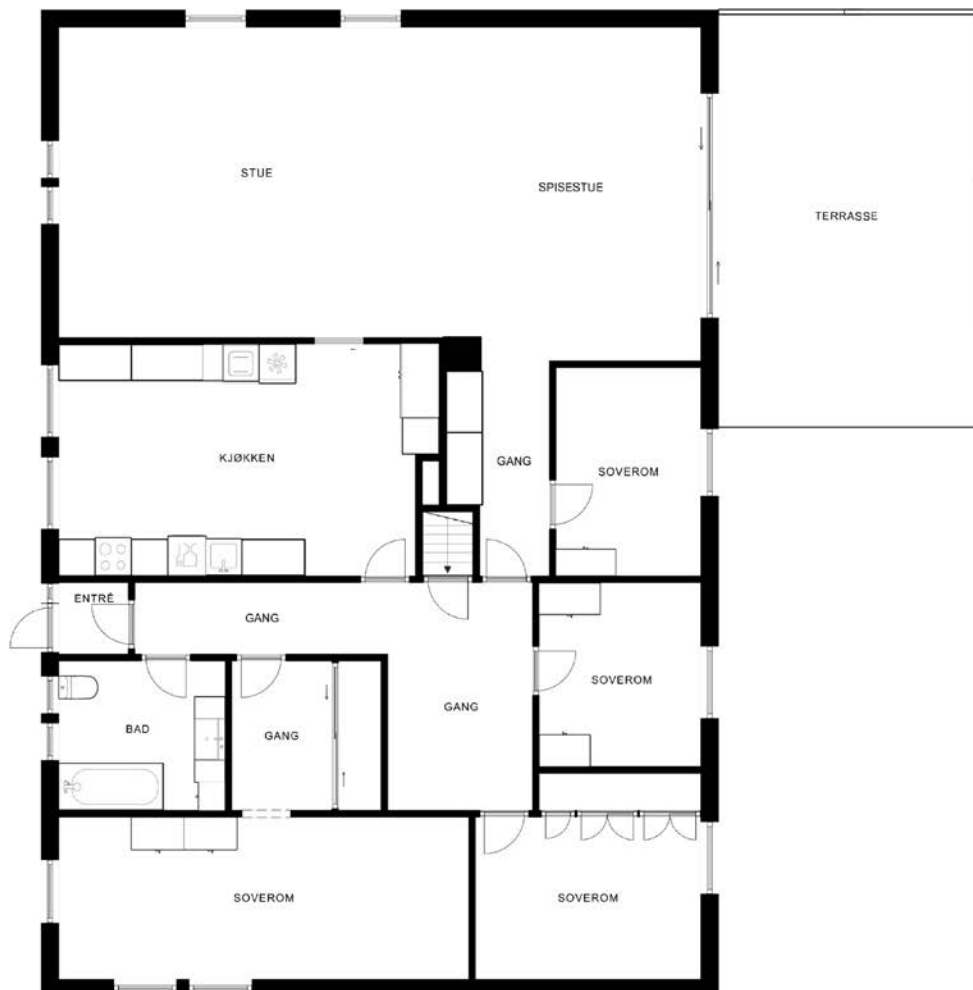 STUE
SPISESTUE
TERRASSE
KJØKKEN
GANG
SOVEROM
ENTRÉ
GANG
SOVEROM
GANG
BAD
GANG
SOVEROM
SOVEROM